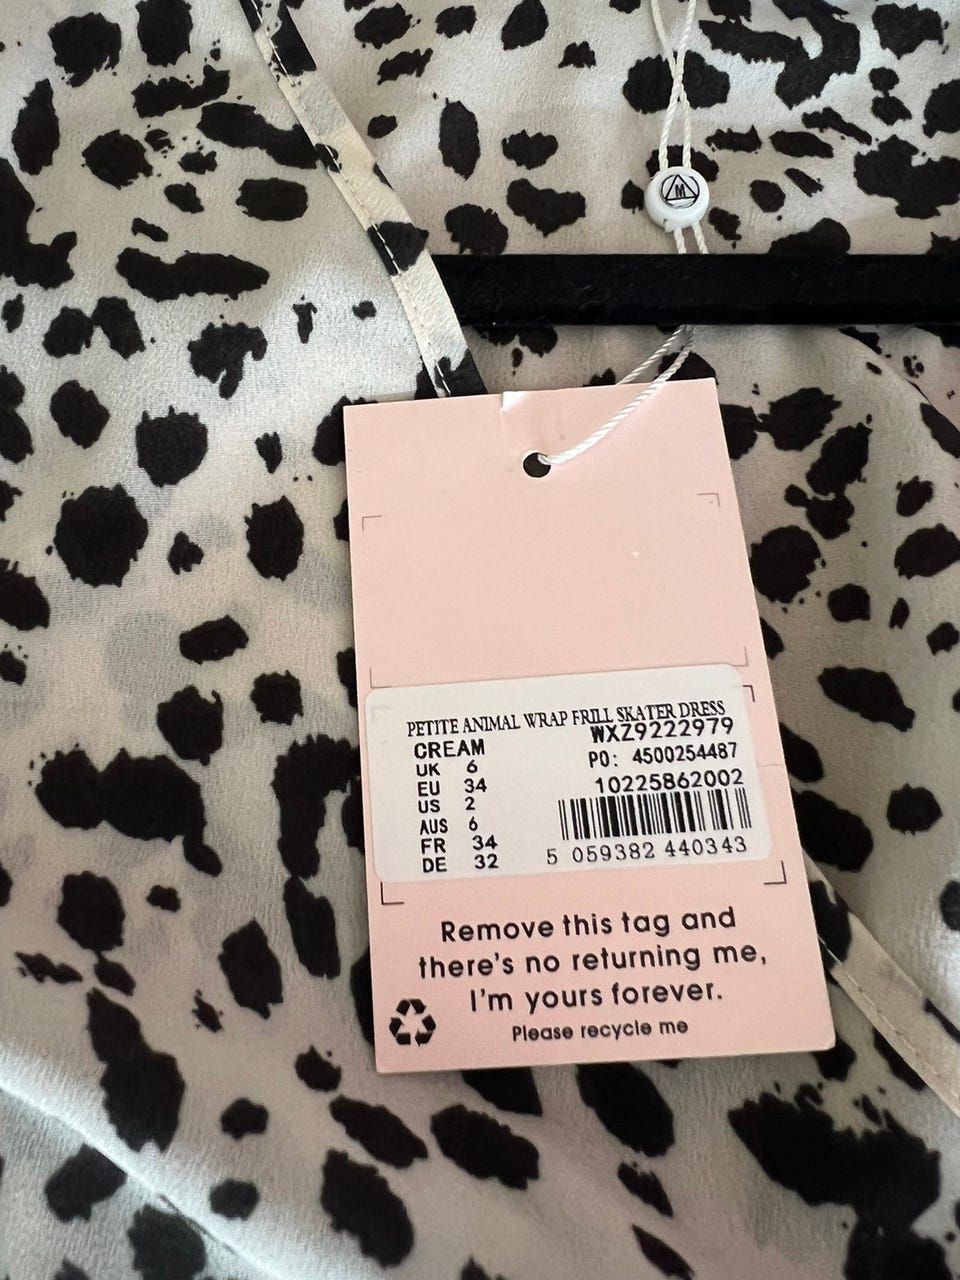 M
PETITE ANIMAL WRAP FRILL SKATER DRESS
CREAM WXZ9222979
UK 6 PO: 4500254487
EU 34 10225862002
US 2
AUS 6
FR 34
DE 32
5 059382 440343
Remove this tag and
there's no returning me,
I'm yours forever.
Please recycle me